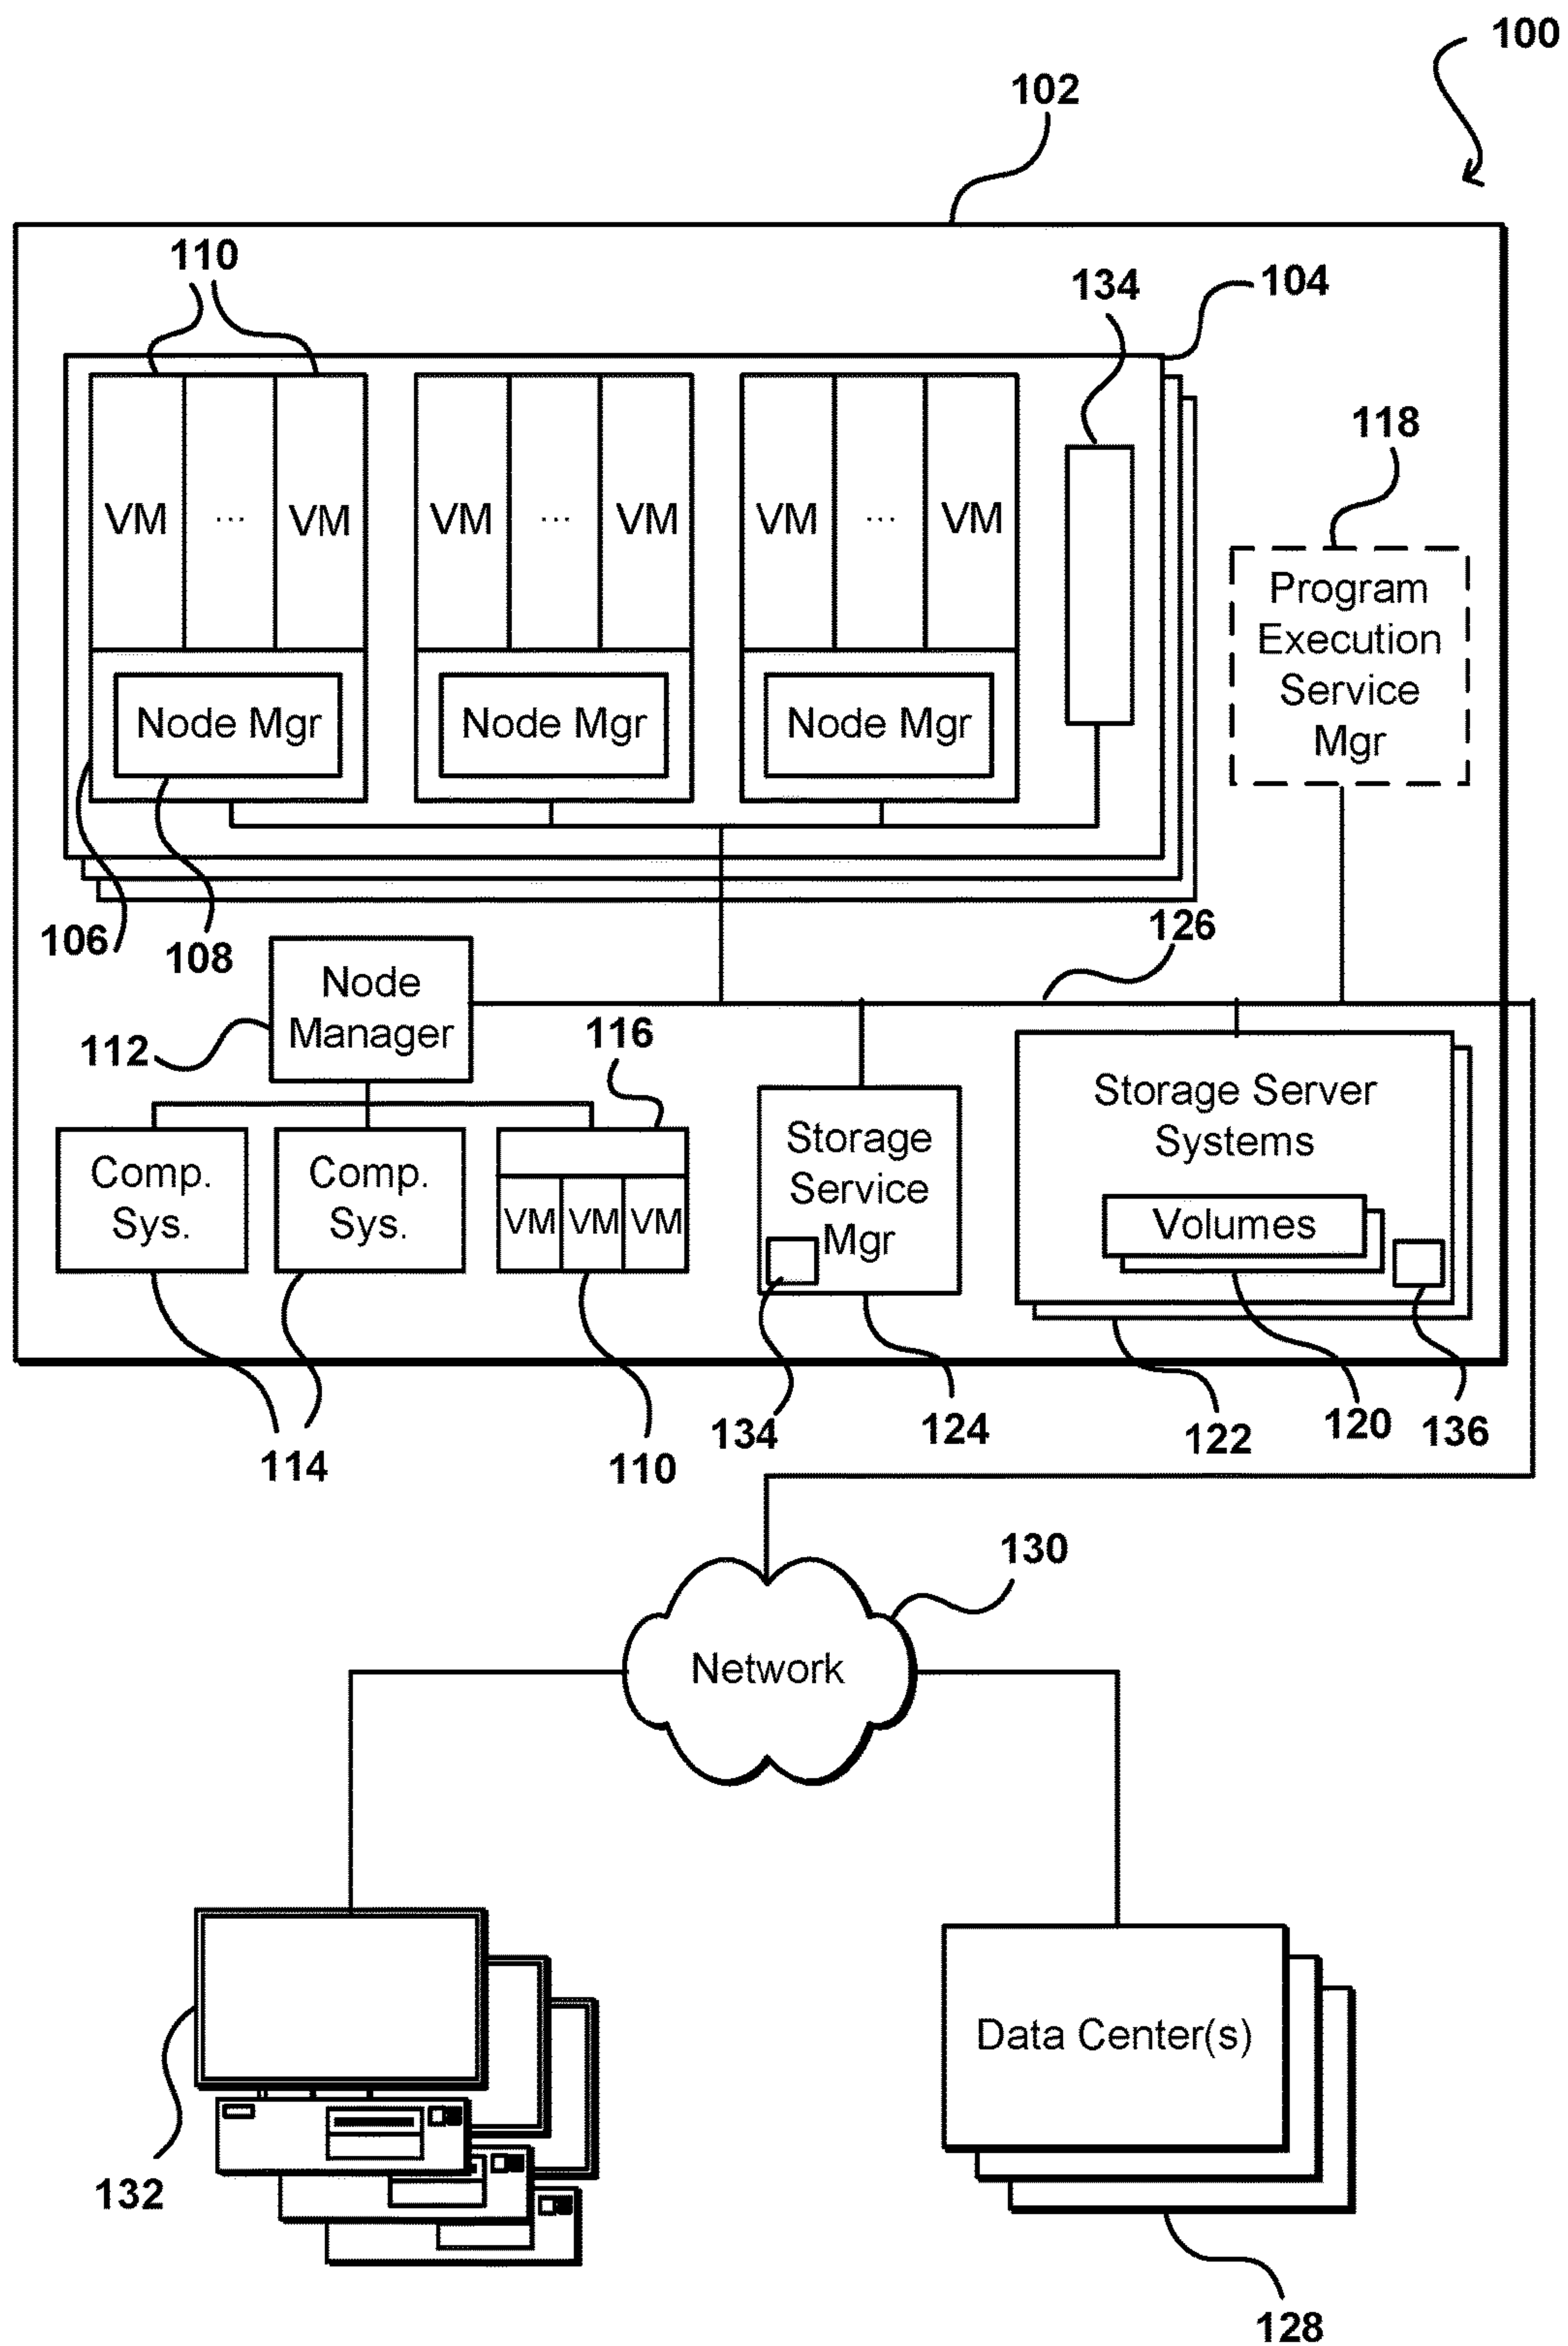 100
102
110
134
104
118
VM
...
VM
VM
...
VM
VM
...
VM
Program
Execution
Service
Mgr
Node Mgr
Node Mgr
Node Mgr
106
108
126
Node
Manager
112
116
Comp.
Sys.
Comp.
Sys.
VM
VM
VM
Storage
Service
Mgr
Storage Server
Systems
Volumes
114
110
134
124
122
120
136
130
Network
Data Center(s)
132
128